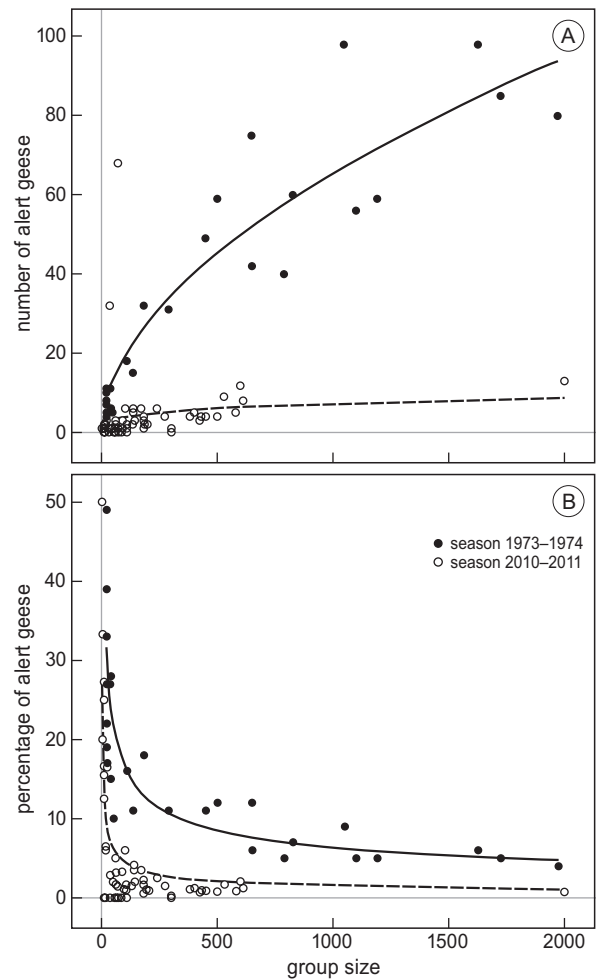 A
100
80
60
40
20
0
number of alert geese
B
season 1973–1974
season 2010–2011
50
40
30
20
10
0
percentage of alert geese
0 500 1000 1500 2000
group size